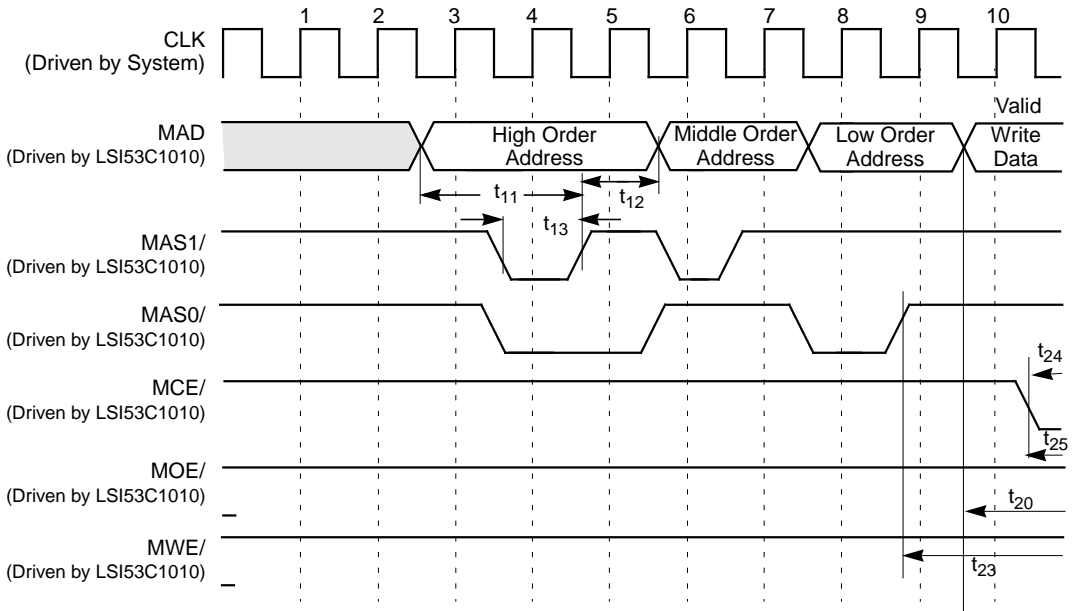 1 2 3 4 5 6 7 8 9 10
CLK
(Driven by System)
Valid
MAD
(Driven by LSI53C1010)
High Order
Address
Middle Order
Address
Low Order
Address
Write
Data
t11
t12
t13
MAS1/
(Driven by LSI53C1010)
MAS0/
(Driven by LSI53C1010)
t24
MCE/
(Driven by LSI53C1010)
t25
MOE/
(Driven by LSI53C1010)
t20
MWE/
(Driven by LSI53C1010)
t23